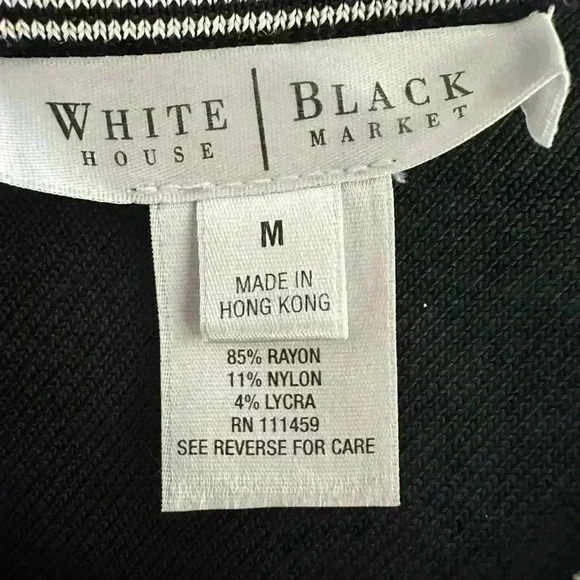 WHITE | BLACK
HOUSE MARKET
M
MADE IN
HONG KONG
85% RAYON
11% NYLON
4% LYCRA
RN 111459
SEE REVERSE FOR CARE